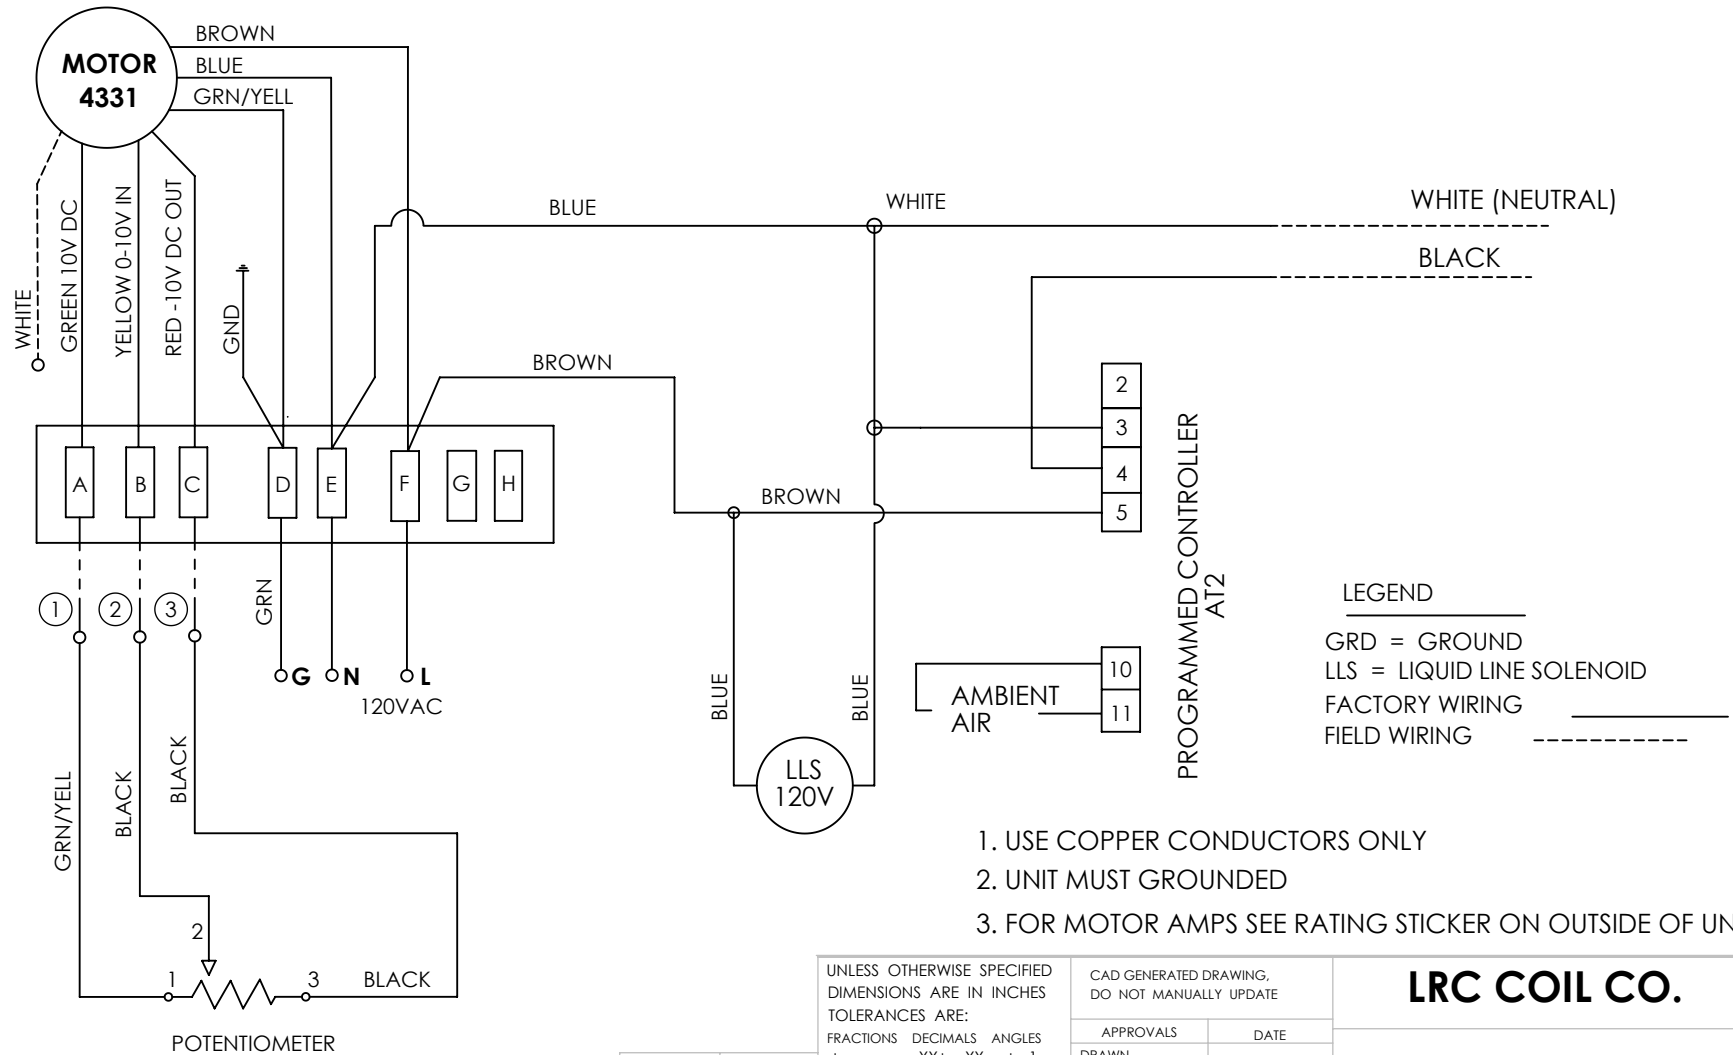 BROWN
MOTOR
4331
BLUE
GRN/YELL
WHITE
GREEN 10V DC
YELLOW 0-10V IN
RED -10V DC OUT
GND
BLUE
WHITE
WHITE (NEUTRAL)
BLACK
BROWN
2
3
4
5
PROGRAMMED CONTROLLER
AT2
A B C D E F G H
BROWN
1 2 3
GRN
G N L
120VAC
BLUE
BLUE
10
11
AMBIENT
AIR
LEGEND
GRD = GROUND
LLS = LIQUID LINE SOLENOID
FACTORY WIRING
FIELD WIRING
LLS
120V
GRN/YELL
BLACK
BLACK
1. USE COPPER CONDUCTORS ONLY
2. UNIT MUST GROUNDED
3. FOR MOTOR AMPS SEE RATING STICKER ON OUTSIDE OF UN
2
1
3
BLACK
POTENTIOMETER
UNLESS OTHERWISE SPECIFIED
DIMENSIONS ARE IN INCHES
TOLERANCES ARE:
FRACTIONS DECIMALS ANGLES
CAD GENERATED DRAWING,
DO NOT MANUALLY UPDATE
APPROVALS DATE
DRAWN
LRC COIL CO.